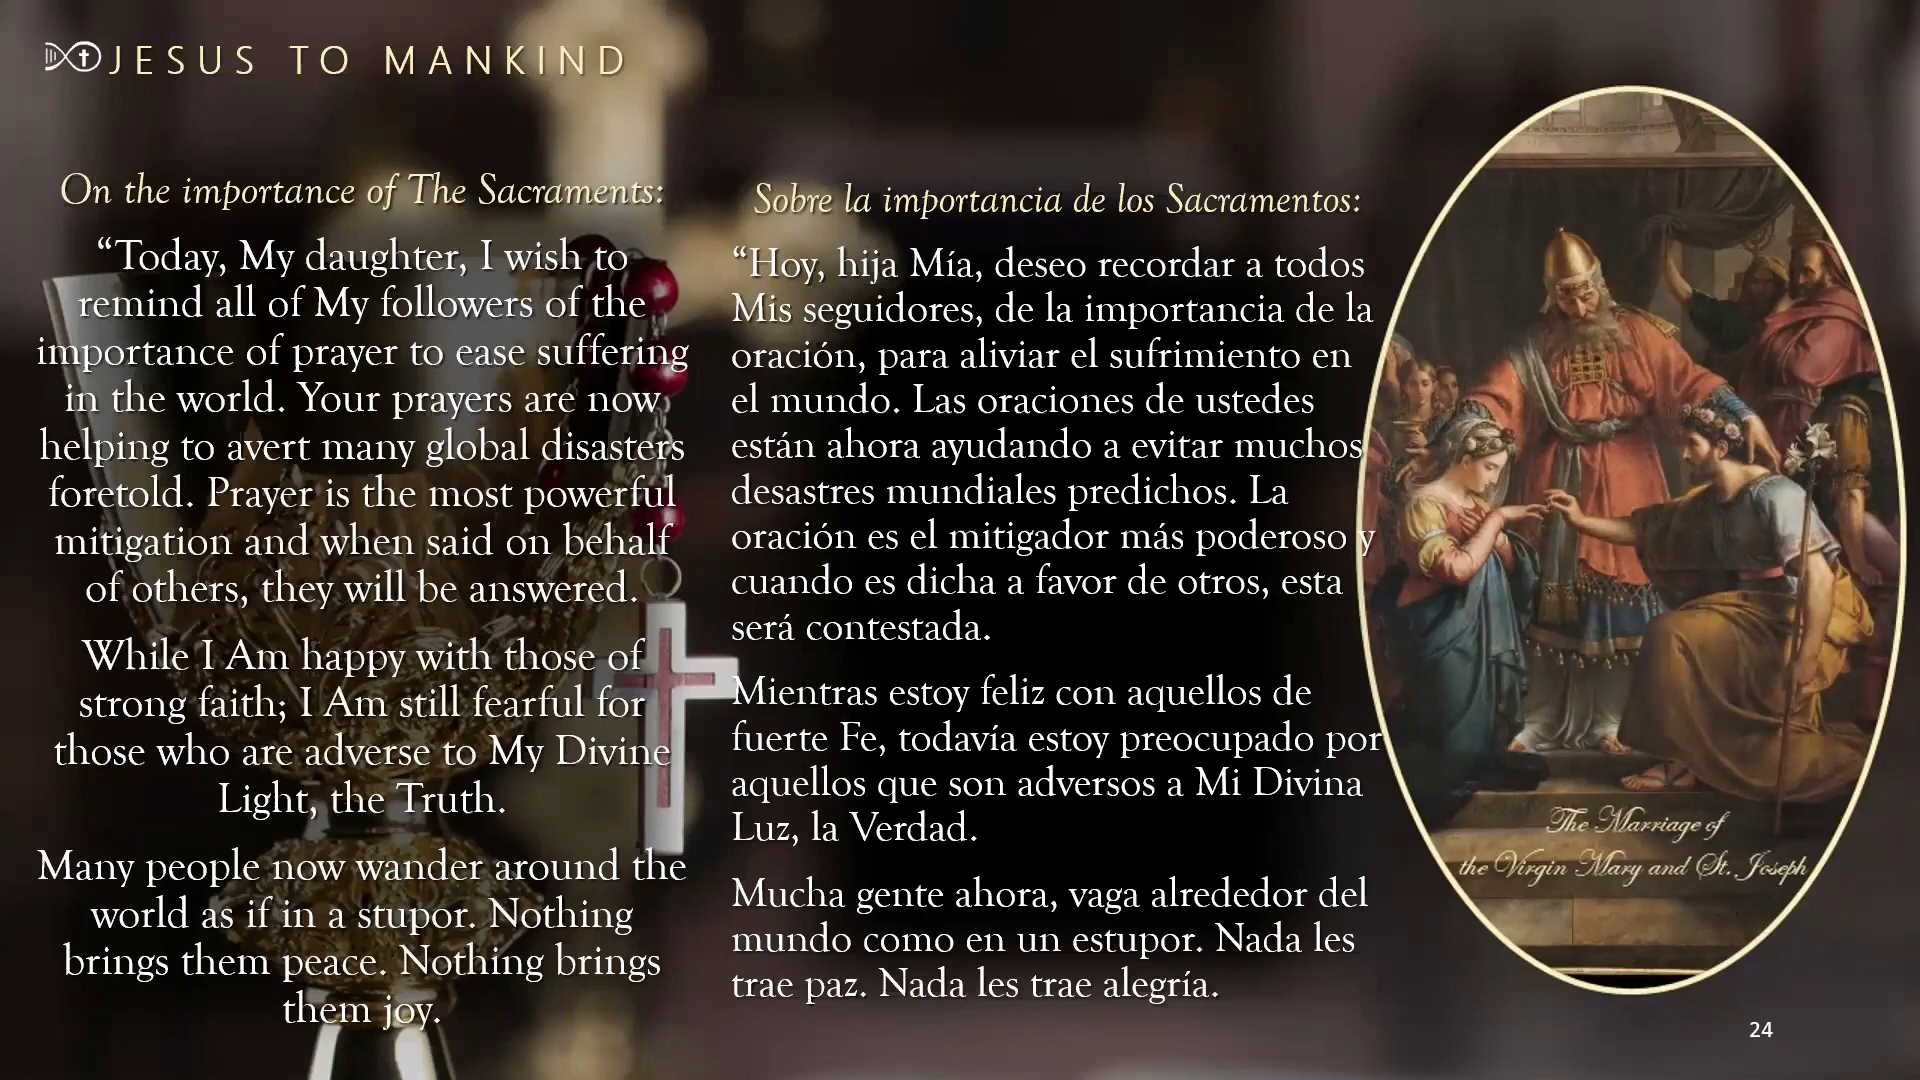 JESUS TO MANKIND
On the importance of The Sacraments:
“Today, My daughter, I wish to
remind all of My followers of the
importance of prayer to ease suffering
in the world. Your prayers are now
helping to avert many global disasters
foretold. Prayer is the most powerful
mitigation and when said on behalf
of others, they will be answered.
While I Am happy with those of
strong faith; I Am still fearful for
those who are adverse to My Divine
Light, the Truth.
Many people now wander around the
world as if in a stupor. Nothing
brings them peace. Nothing brings
them joy.
Sobre la importancia de los Sacramentos:
“Hoy, hija Mía, deseo recordar a todos
Mis seguidores, de la importancia de la
oración, para aliviar el sufrimiento en
el mundo. Las oraciones de ustedes
están ahora ayudando a evitar muchos
desastres mundiales predichos. La
oración es el mitigador más poderoso y
cuando es dicha a favor de otros, esta
será contestada.
Mientras estoy feliz con aquellos de
fuerte Fe, todavía estoy preocupado por
aquellos que son adversos a Mi Divina
Luz, la Verdad.
Mucha gente ahora, vaga alrededor del
mundo como en un estupor. Nada les
trae paz. Nada les trae alegría.
The Marriage of
the Virgin Mary and St. Joseph
24